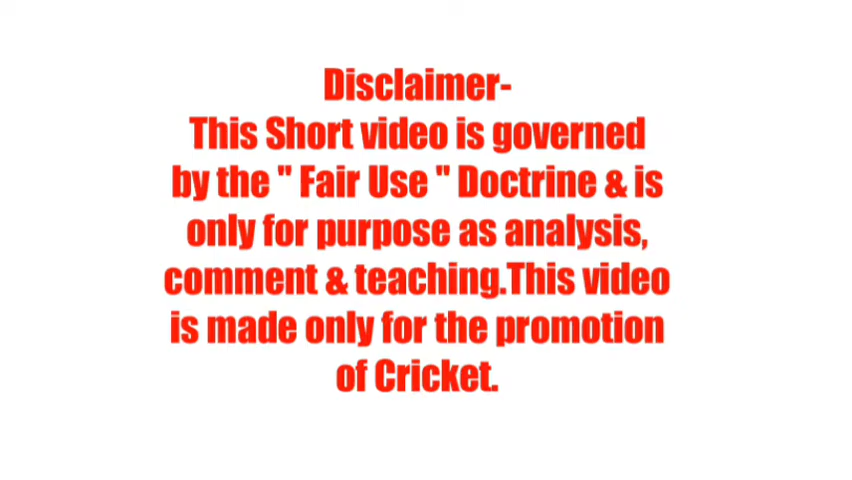 Disclaimer-
This Short video is governed
by the " Fair Use " Doctrine & is
only for purpose as analysis,
comment & teaching.This video
is made only for the promotion
of Cricket.